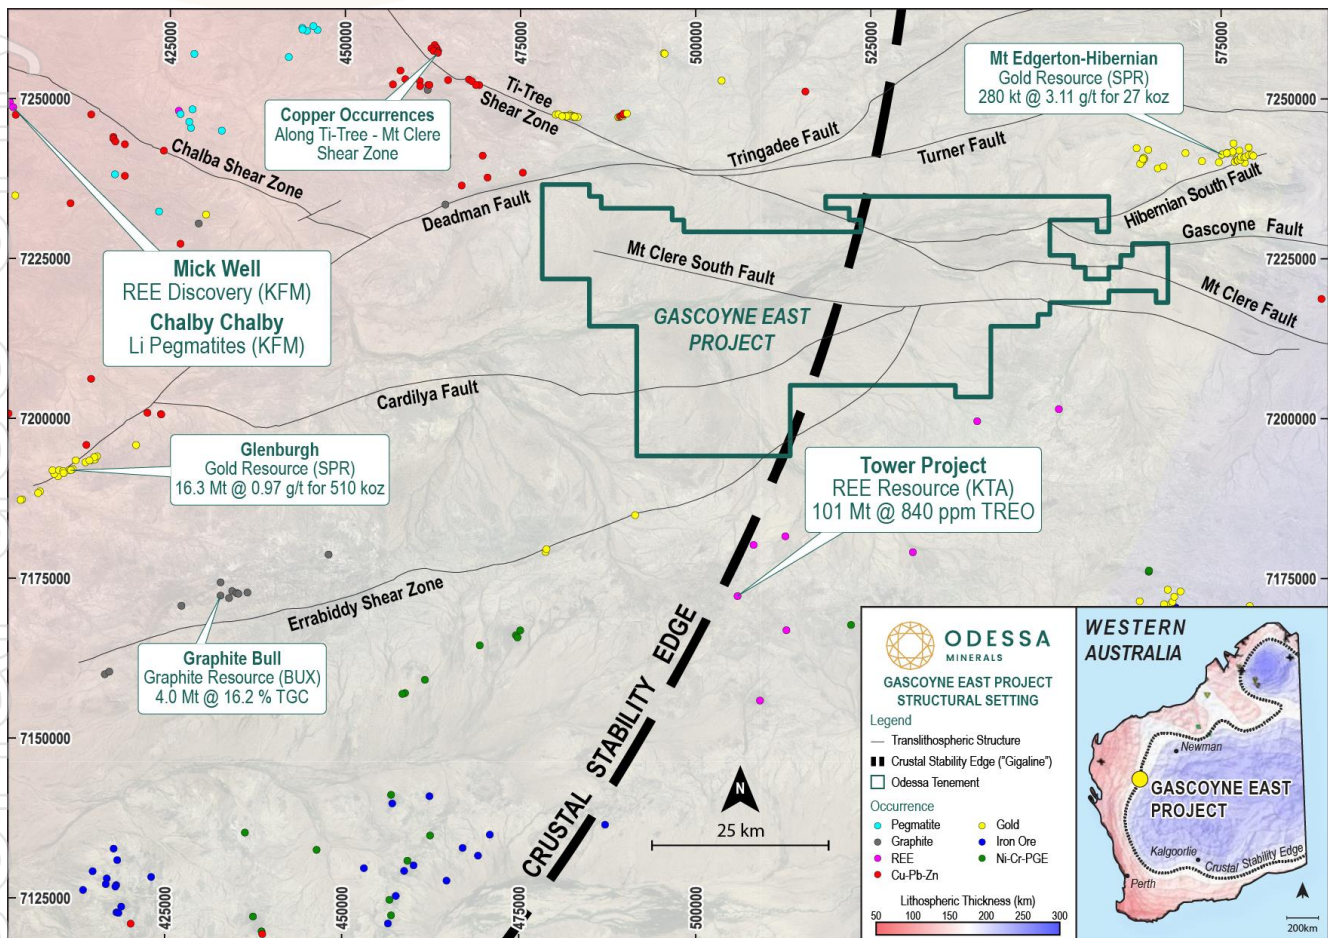 425000
450000
475000
500000
525000
575000
7250000
7225000
7200000
7175000
7150000
7125000
7250000
7225000
7200000
7175000
425000
450000
475000
500000
Mt Edgerton-Hibernian
Gold Resource (SPR)
280 kt @ 3.11 g/t for 27 koz
Copper Occurrences
Along Ti-Tree - Mt Clere
Shear Zone
Ti-Tree
Shear Zone
Tringadee Fault
Turner Fault
Chalba Shear Zone
Deadman Fault
Hibernian South Fault
Gascoyne Fault
Mt Clere South Fault
Mt Clere Fault
Mick Well
REE Discovery (KFM)
Chalby Chalby
Li Pegmatites (KFM)
GASCOYNE EAST
PROJECT
Cardilya Fault
Glenburgh
Gold Resource (SPR)
16.3 Mt @ 0.97 g/t for 510 koz
Tower Project
REE Resource (KTA)
101 Mt @ 840 ppm TREO
Errabiddy Shear Zone
Graphite Bull
Graphite Resource (BUX)
4.0 Mt @ 16.2 % TGC
CRUSTAL STABILITY EDGE
N
25 km
ODESSA
MINERALS
GASCOYNE EAST PROJECT
STRUCTURAL SETTING
Legend
Translithospheric Structure
Crustal Stability Edge ("Gigaline")
Odessa Tenement
Occurrence
Pegmatite
Graphite
REE
Cu-Pb-Zn
Gold
Iron Ore
Ni-Cr-PGE
Lithospheric Thickness (km)
50 100 150 200 250 300
WESTERN
AUSTRALIA
Newman
GASCOYNE EAST
PROJECT
Kalgoorlie
Crustal Stability Edge
Perth
200km